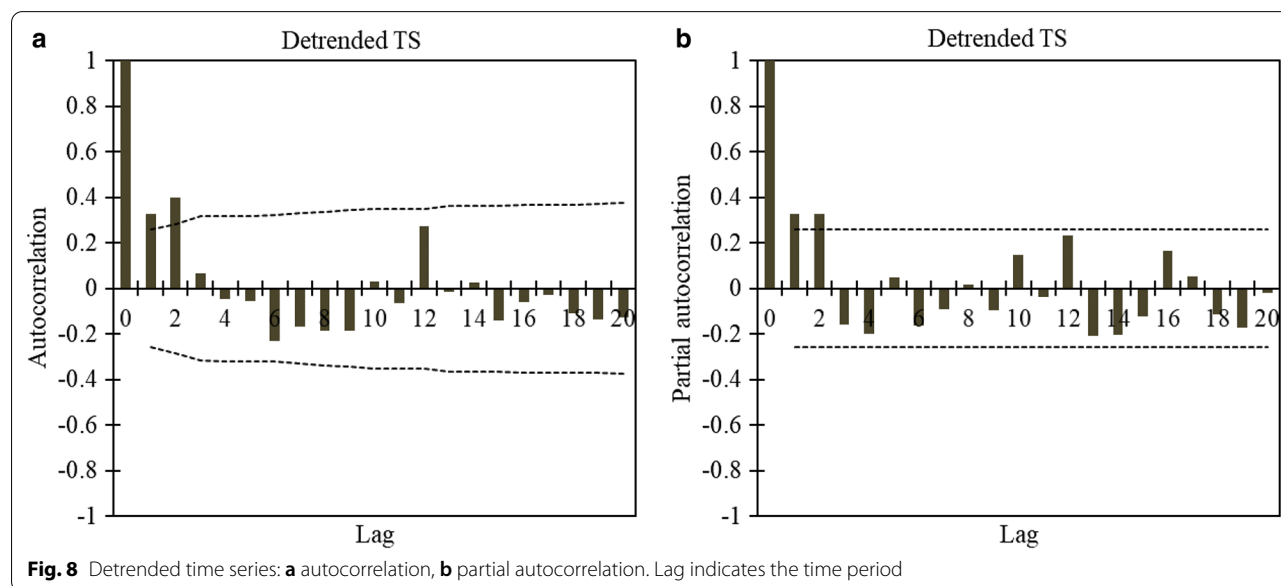 a
Detrended TS
1
0.8
0.6
0.4
0.2
0
-0.2
-0.4
-0.6
-0.8
-1
Autocorrelation
0 2 4 6 8 10 12 14 16 18 20
Lag
b
Detrended TS
1
0.8
0.6
0.4
0.2
0
-0.2
-0.4
-0.6
-0.8
-1
Partial autocorrelation
0 2 4 6 8 10 12 14 16 18 20
Lag
Fig. 8 Detrended time series: a autocorrelation, b partial autocorrelation. Lag indicates the time period